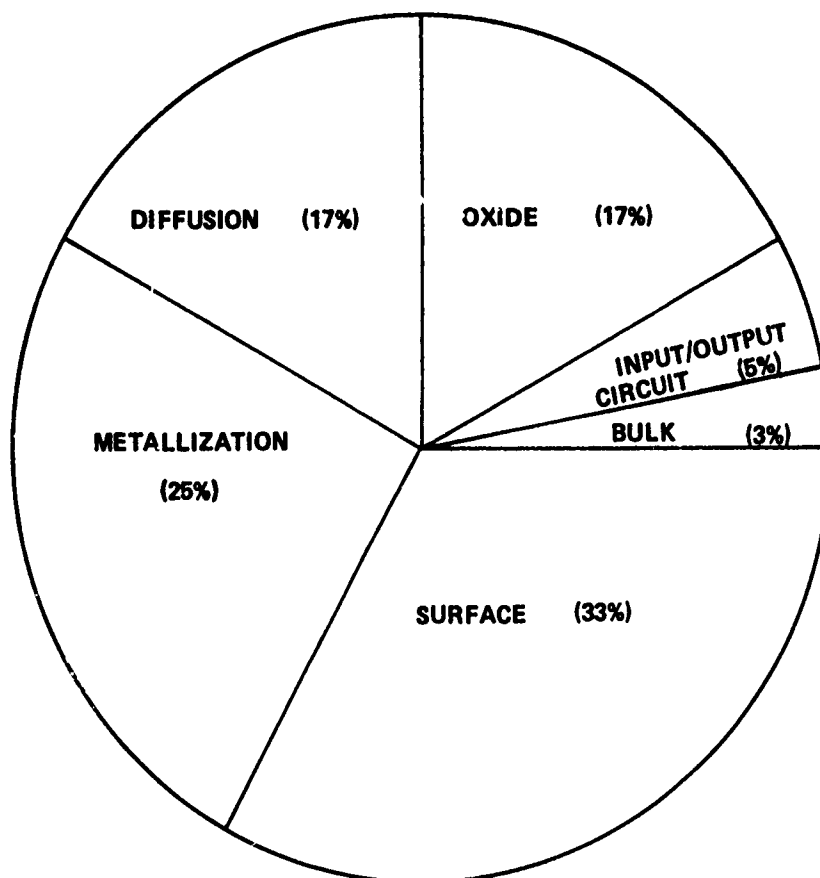 DIFFUSION (17%)
OXIDE (17%)
INPUT/OUTPUT
CIRCUIT (5%)
BULK (3%)
METALLIZATION
(25%)
SURFACE (33%)